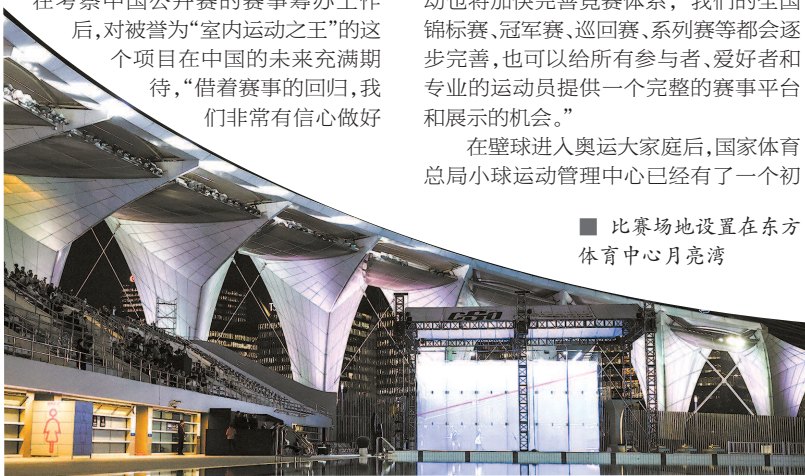 在考察中国公开赛的赛事筹办工作
后,对被誉为“室内运动之王”的这
个项目在中国的未来充满期
待,“借着赛事的回归,我
们非常有信心做好
动也将加快完善竞赛体系,“我们的全国
锦标赛、冠军赛、巡回赛、系列赛等都会逐
步完善,也可以给所有参与者、爱好者和
专业的运动员提供一个完整的赛事平台
和展示的机会。”
在壁球进入奥运大家庭后,国家体育
总局小球运动管理中心已经有了一个初
■ 比赛场地设置在东方
体育中心月亮湾